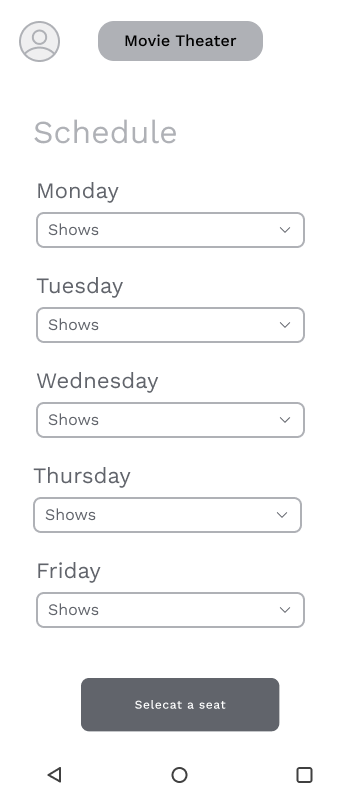 Movie Theater
Schedule
Monday
Shows
Tuesday
Shows
Wednesday
Shows
Thursday
Shows
Friday
Shows
Selecat a seat